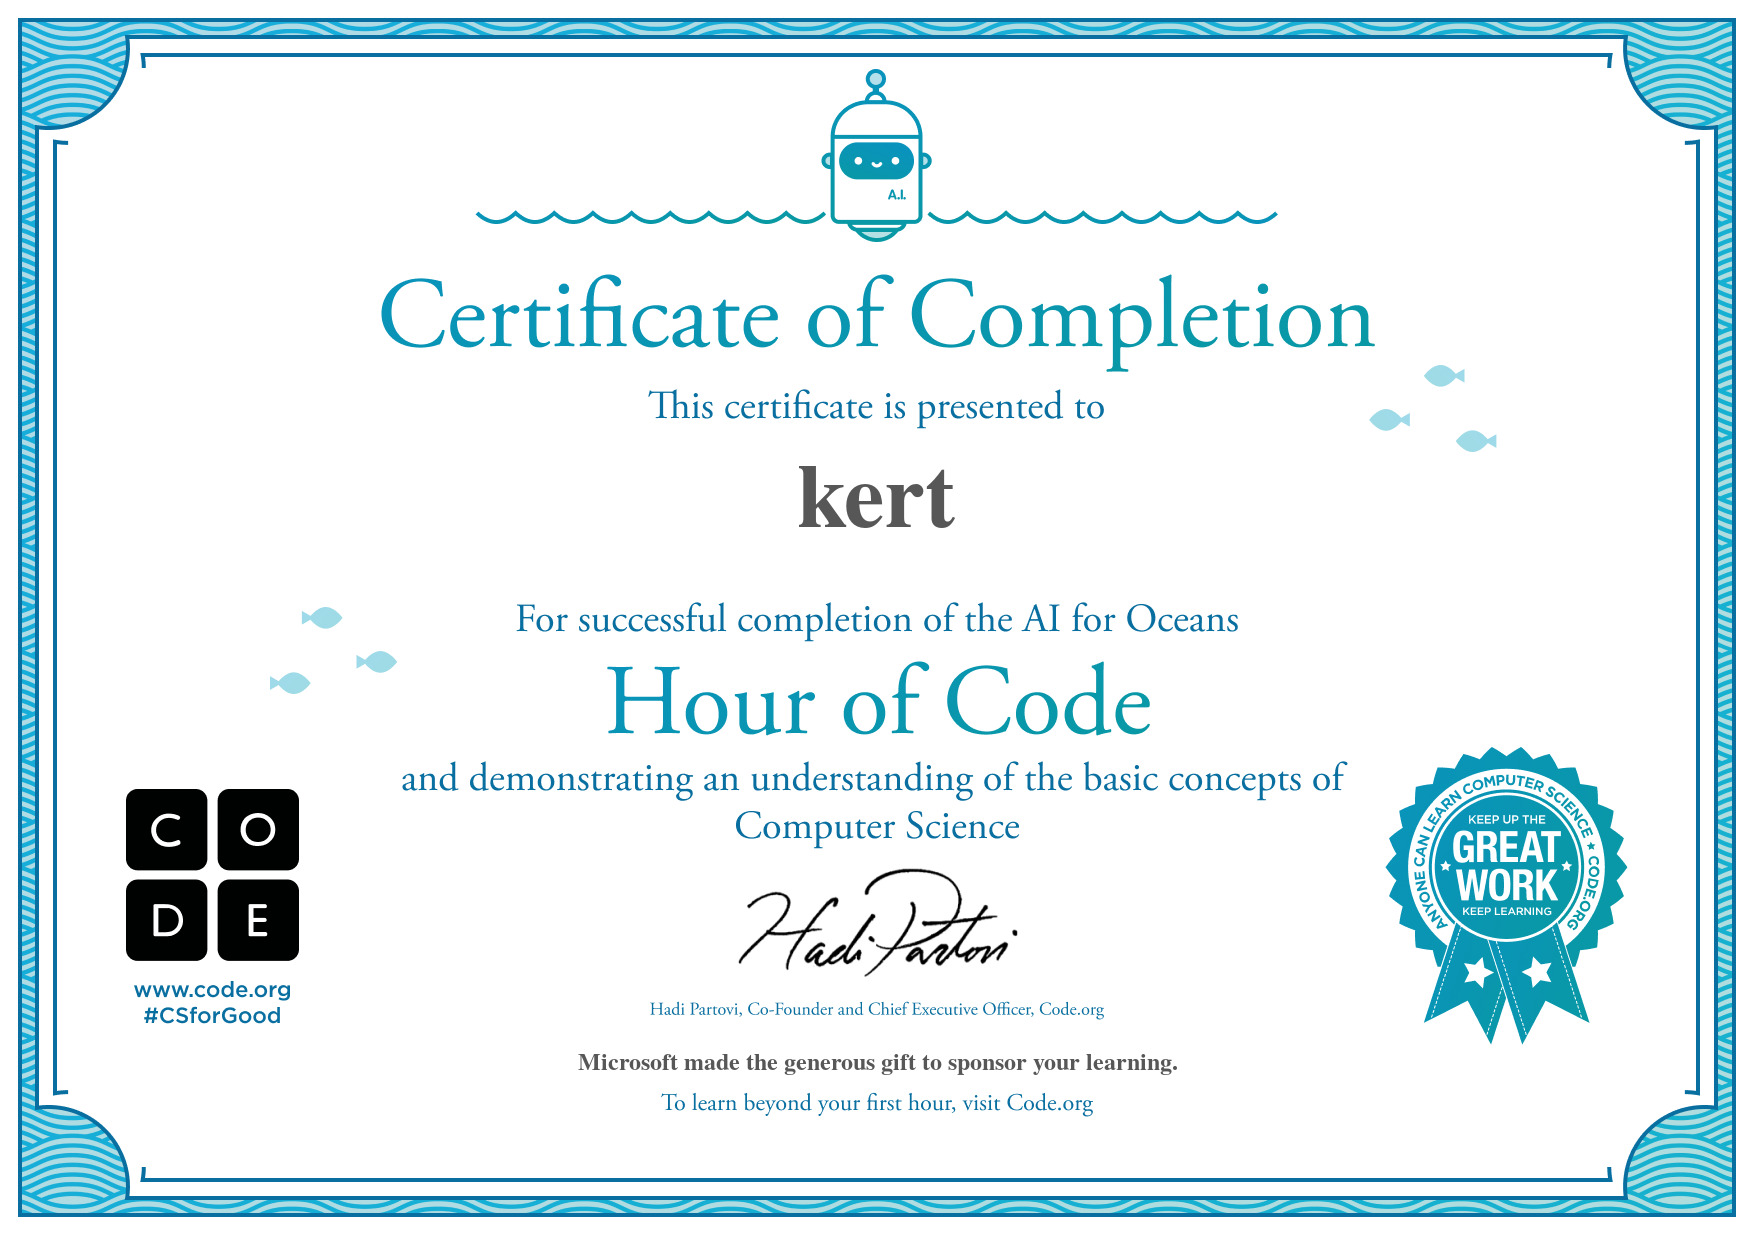 A.I.
Certificate of Completion
This certificate is presented to
kert
For successful completion of the AI for Oceans
Hour of Code
and demonstrating an understanding of the basic concepts of
Computer Science
C O
D E
www.code.org
#CSforGood
Hadi Partovi
Hadi Partovi, Co-Founder and Chief Executive Officer, Code.org
Microsoft made the generous gift to sponsor your learning.
To learn beyond your first hour, visit Code.org
ANYONE CAN LEARN COMPUTER SCIENCE ★ CODE.ORG
KEEP UP THE
GREAT
WORK
KEEP LEARNING